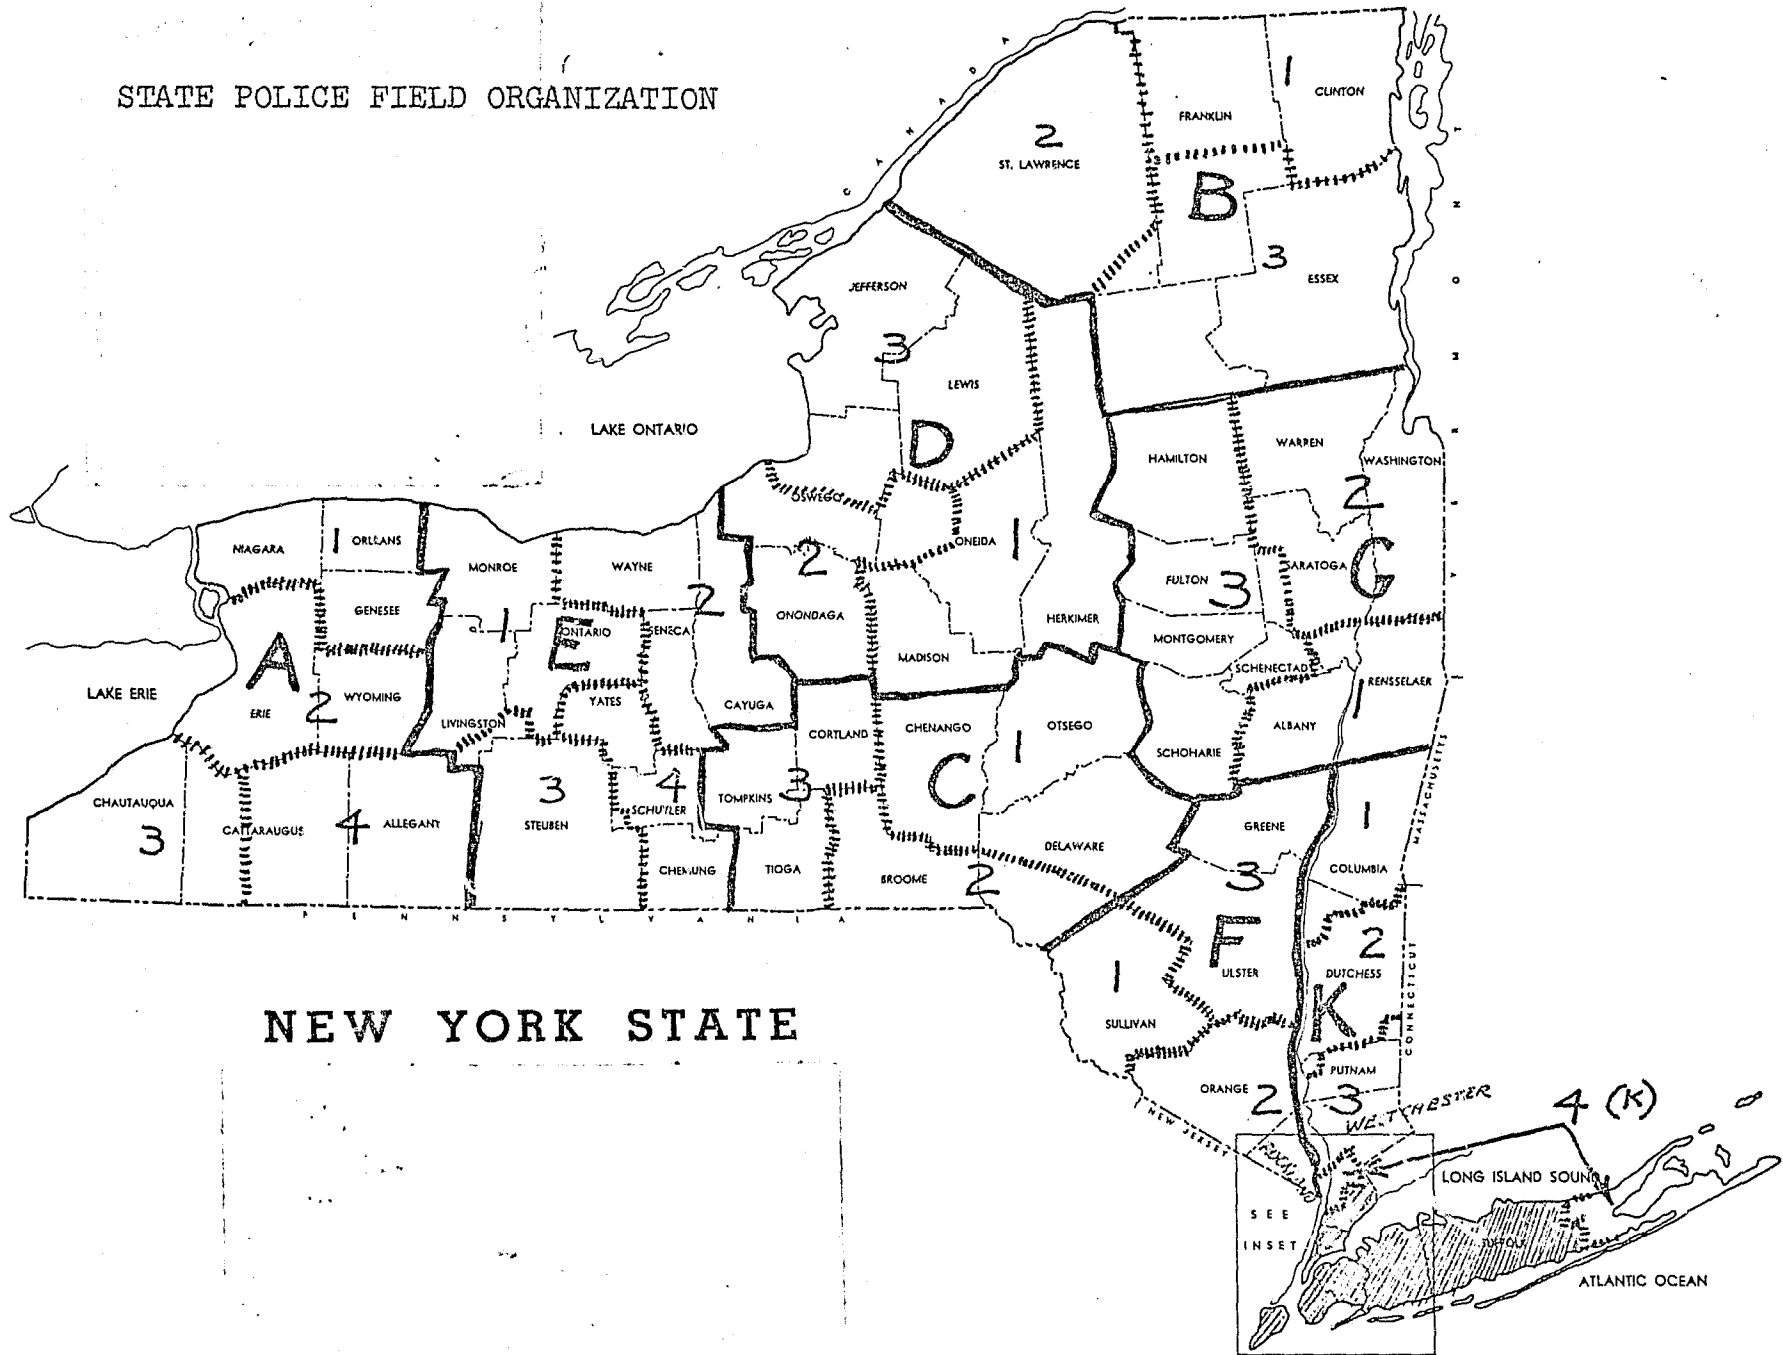 STATE POLICE FIELD ORGANIZATION
CANADA
1
CLINTON
FRANKLIN
2
ST. LAWRENCE
B
3
ESSEX
VERMONT
JEFFERSON
3
LEWIS
LAKE ONTARIO
D
WARREN
HAMILTON
WASHINGTON
2
OSWEGO
1
ONEIDA
NIAGARA
1
ORLEANS
MONROE
WAYNE
2
SARATOGA
G
FULTON
3
GENESEE
2
ONONDAGA
HERKIMER
1
ONTARIO
E
SENECA
MONTGOMERY
A
MADISON
SCHENECTADY
RENSSELAER
LAKE ERIE
ERIE
2
WYOMING
LIVINGSTON
YATES
CAYUGA
CORTLAND
CHENANGO
1
OTSEGO
SCHOHARIE
ALBANY
1
MASSACHUSETTS
CHAUTAUQUA
3
CATTARAUGUS
4
ALLEGANY
3
STEUBEN
4
SCHUYLER
TOMPKINS
3
C
GREENE
1
DELAWARE
CHEMUNG
TIOGA
BROOME
2
3
COLUMBIA
PENNSYLVANIA
F
ULSTER
2
DUTCHESS
CONNECTICUT
1
SULLIVAN
K
NEW YORK STATE
PUTNAM
ORANGE
2
3
WESTCHESTER
4 (K)
NEW JERSEY
ROCKLAND
LONG ISLAND SOUND
SEE
INSET
SUFFOLK
ATLANTIC OCEAN